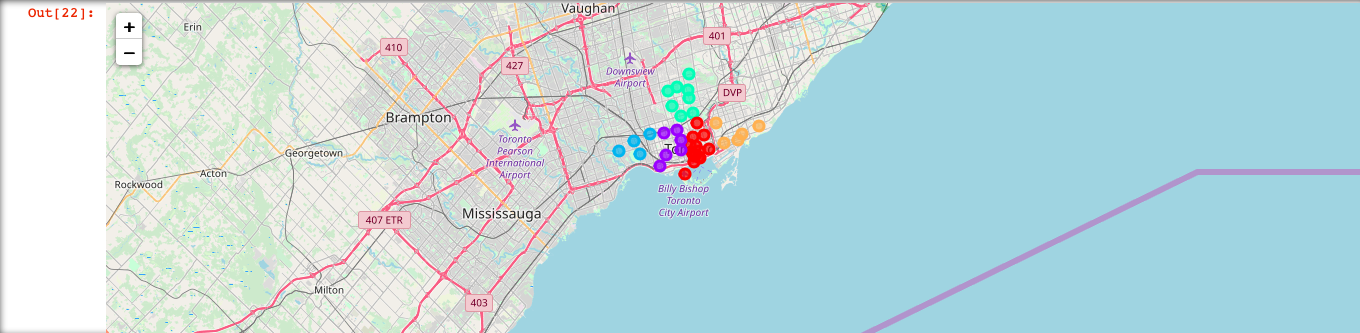 Out[22]:
+
−
Erin
Vaughan
410
427
401
Downsview
Airport
DVP
Brampton
Toronto
Pearson
International
Airport
Georgetown
Acton
Rockwood
Billy Bishop
Toronto
City Airport
Mississauga
407 ETR
Milton
403